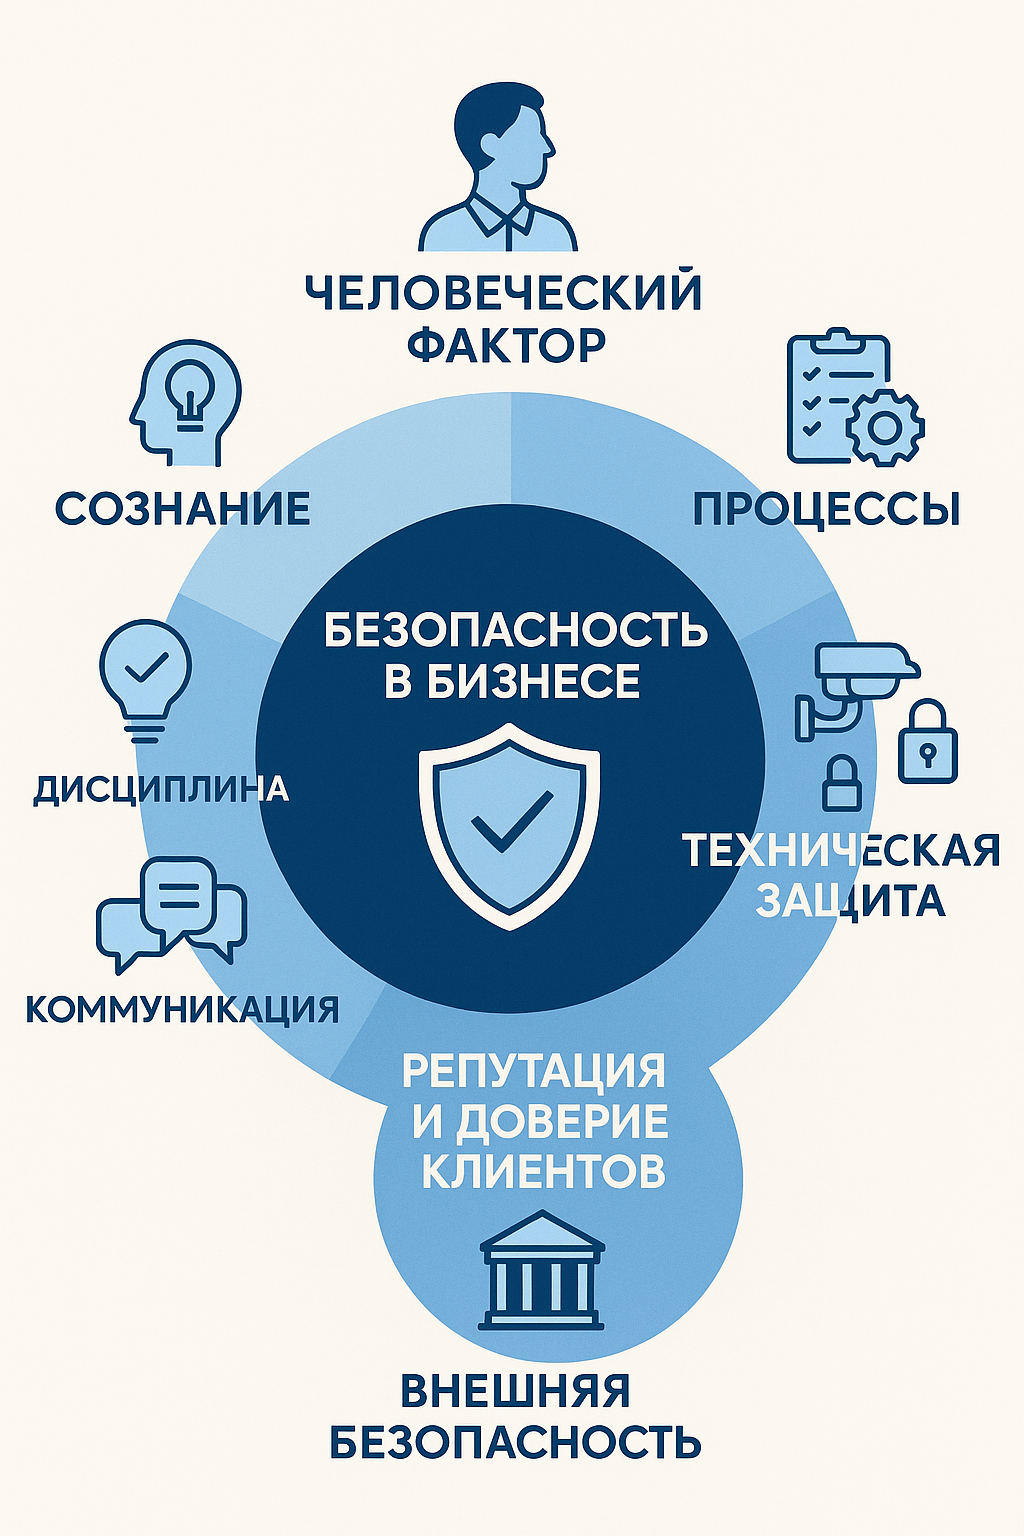 ЧЕЛОВЕЧЕСКИЙ
ФАКТОР
СОЗНАНИЕ
ПРОЦЕССЫ
БЕЗОПАСНОСТЬ
В БИЗНЕСЕ
ДИСЦИПЛИНА
ТЕХНИЧЕСКАЯ
ЗАЩИТА
КОММУНИКАЦИЯ
РЕПУТАЦИЯ
И ДОВЕРИЕ
КЛИЕНТОВ
ВНЕШНЯЯ
БЕЗОПАСНОСТЬ